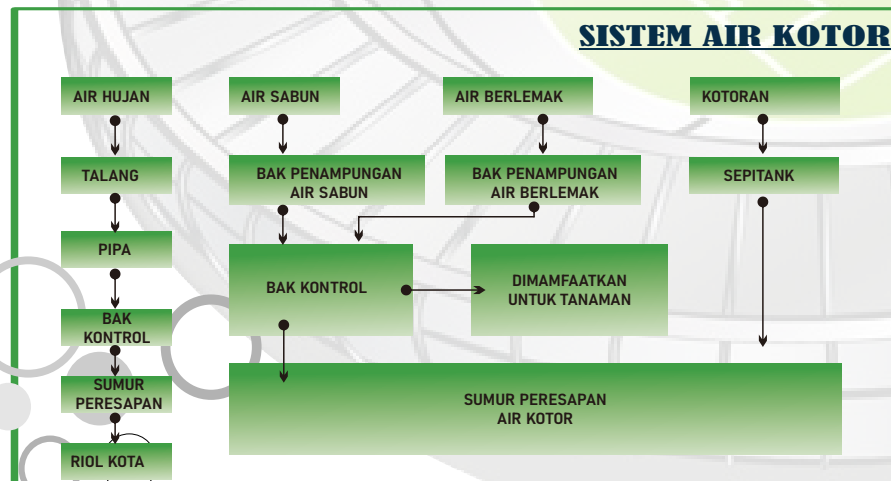 SISTEM AIR KOTOR
AIR HUJAN
AIR SABUN
AIR BERLEMAK
KOTORAN
TALANG
BAK PENAMPUNGAN
AIR SABUN
BAK PENAMPUNGAN
AIR BERLEMAK
SEPITANK
PIPA
BAK KONTROL
DIMAMFAATKAN
UNTUK TANAMAN
BAK
KONTROL
SUMUR
PERESAPAN
SUMUR PERESAPAN
AIR KOTOR
RIOL KOTA